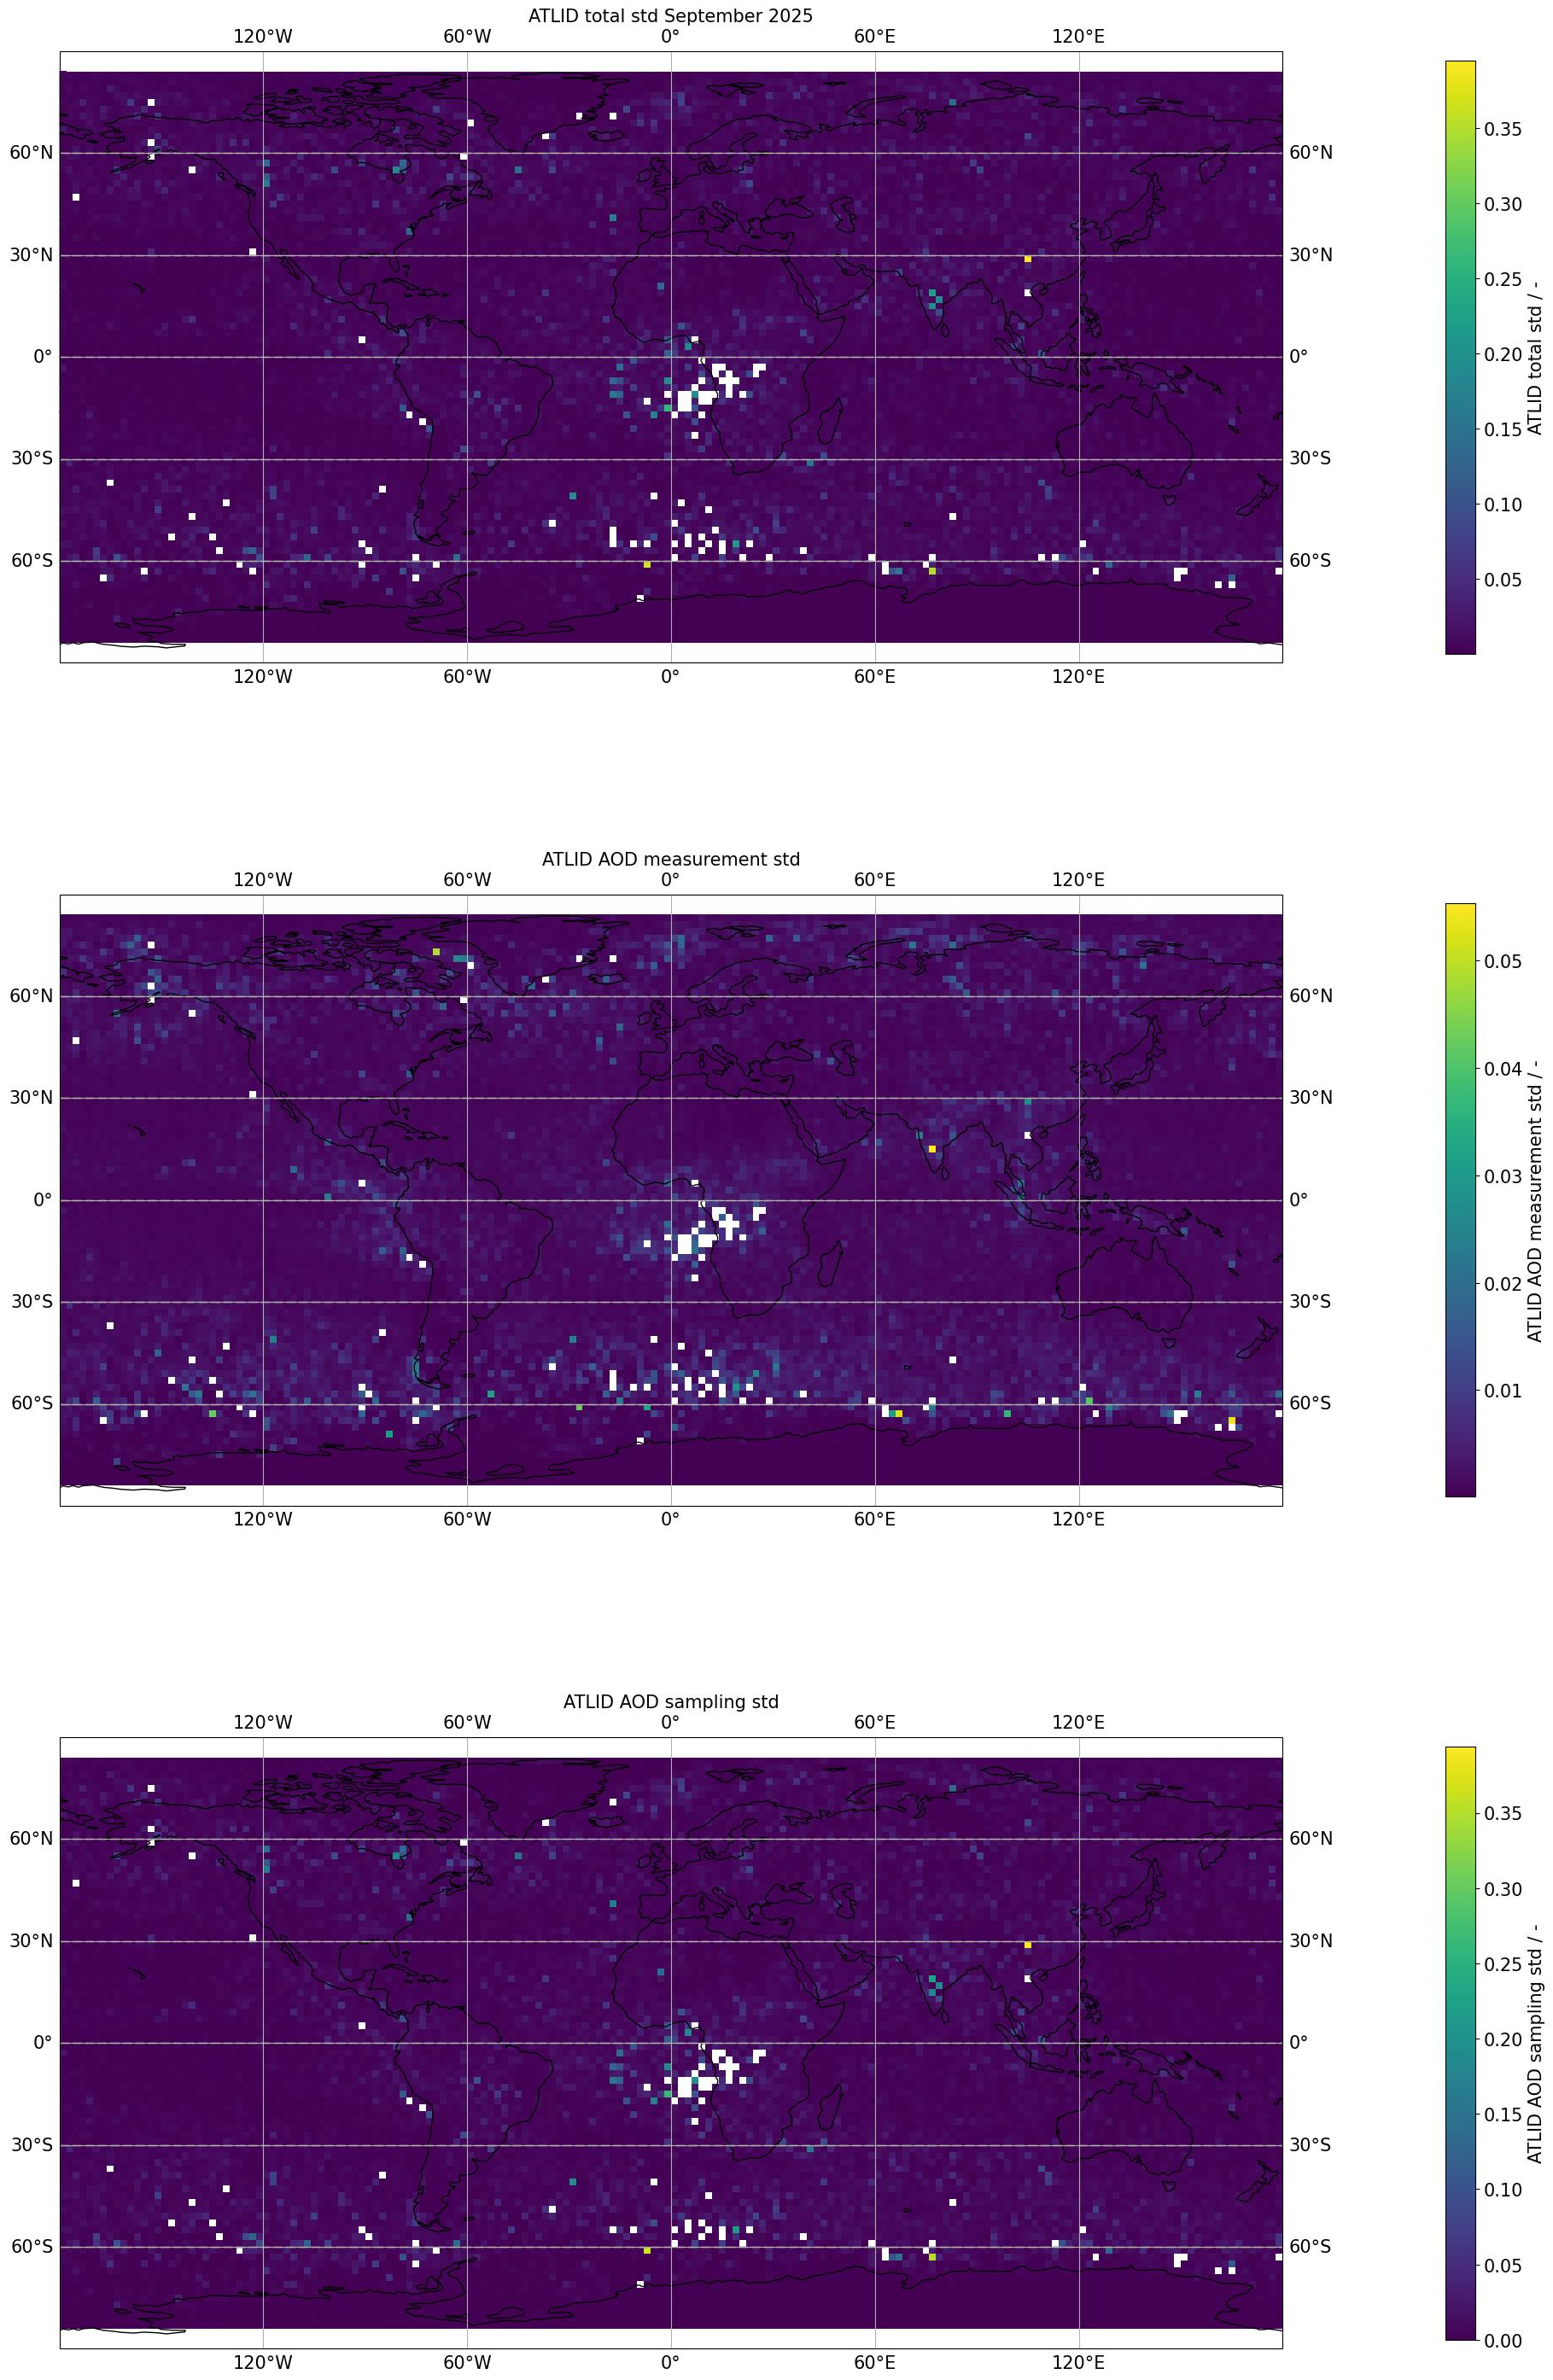 ATLID total std September 2025
120°W 60°W 0° 60°E 120°E
60°N 60°N
30°N 30°N
0° 0°
30°S 30°S
60°S 60°S
120°W 60°W 0° 60°E 120°E
0.35
0.30
0.25
0.20
0.15
0.10
0.05
ATLID total std / -
ATLID AOD measurement std
120°W 60°W 0° 60°E 120°E
60°N 60°N
30°N 30°N
0° 0°
30°S 30°S
60°S 60°S
120°W 60°W 0° 60°E 120°E
0.05
0.04
0.03
0.02
0.01
ATLID AOD measurement std / -
ATLID AOD sampling std
120°W 60°W 0° 60°E 120°E
60°N 60°N
30°N 30°N
0° 0°
30°S 30°S
60°S 60°S
120°W 60°W 0° 60°E 120°E
0.35
0.30
0.25
0.20
0.15
0.10
0.05
0.00
ATLID AOD sampling std / -